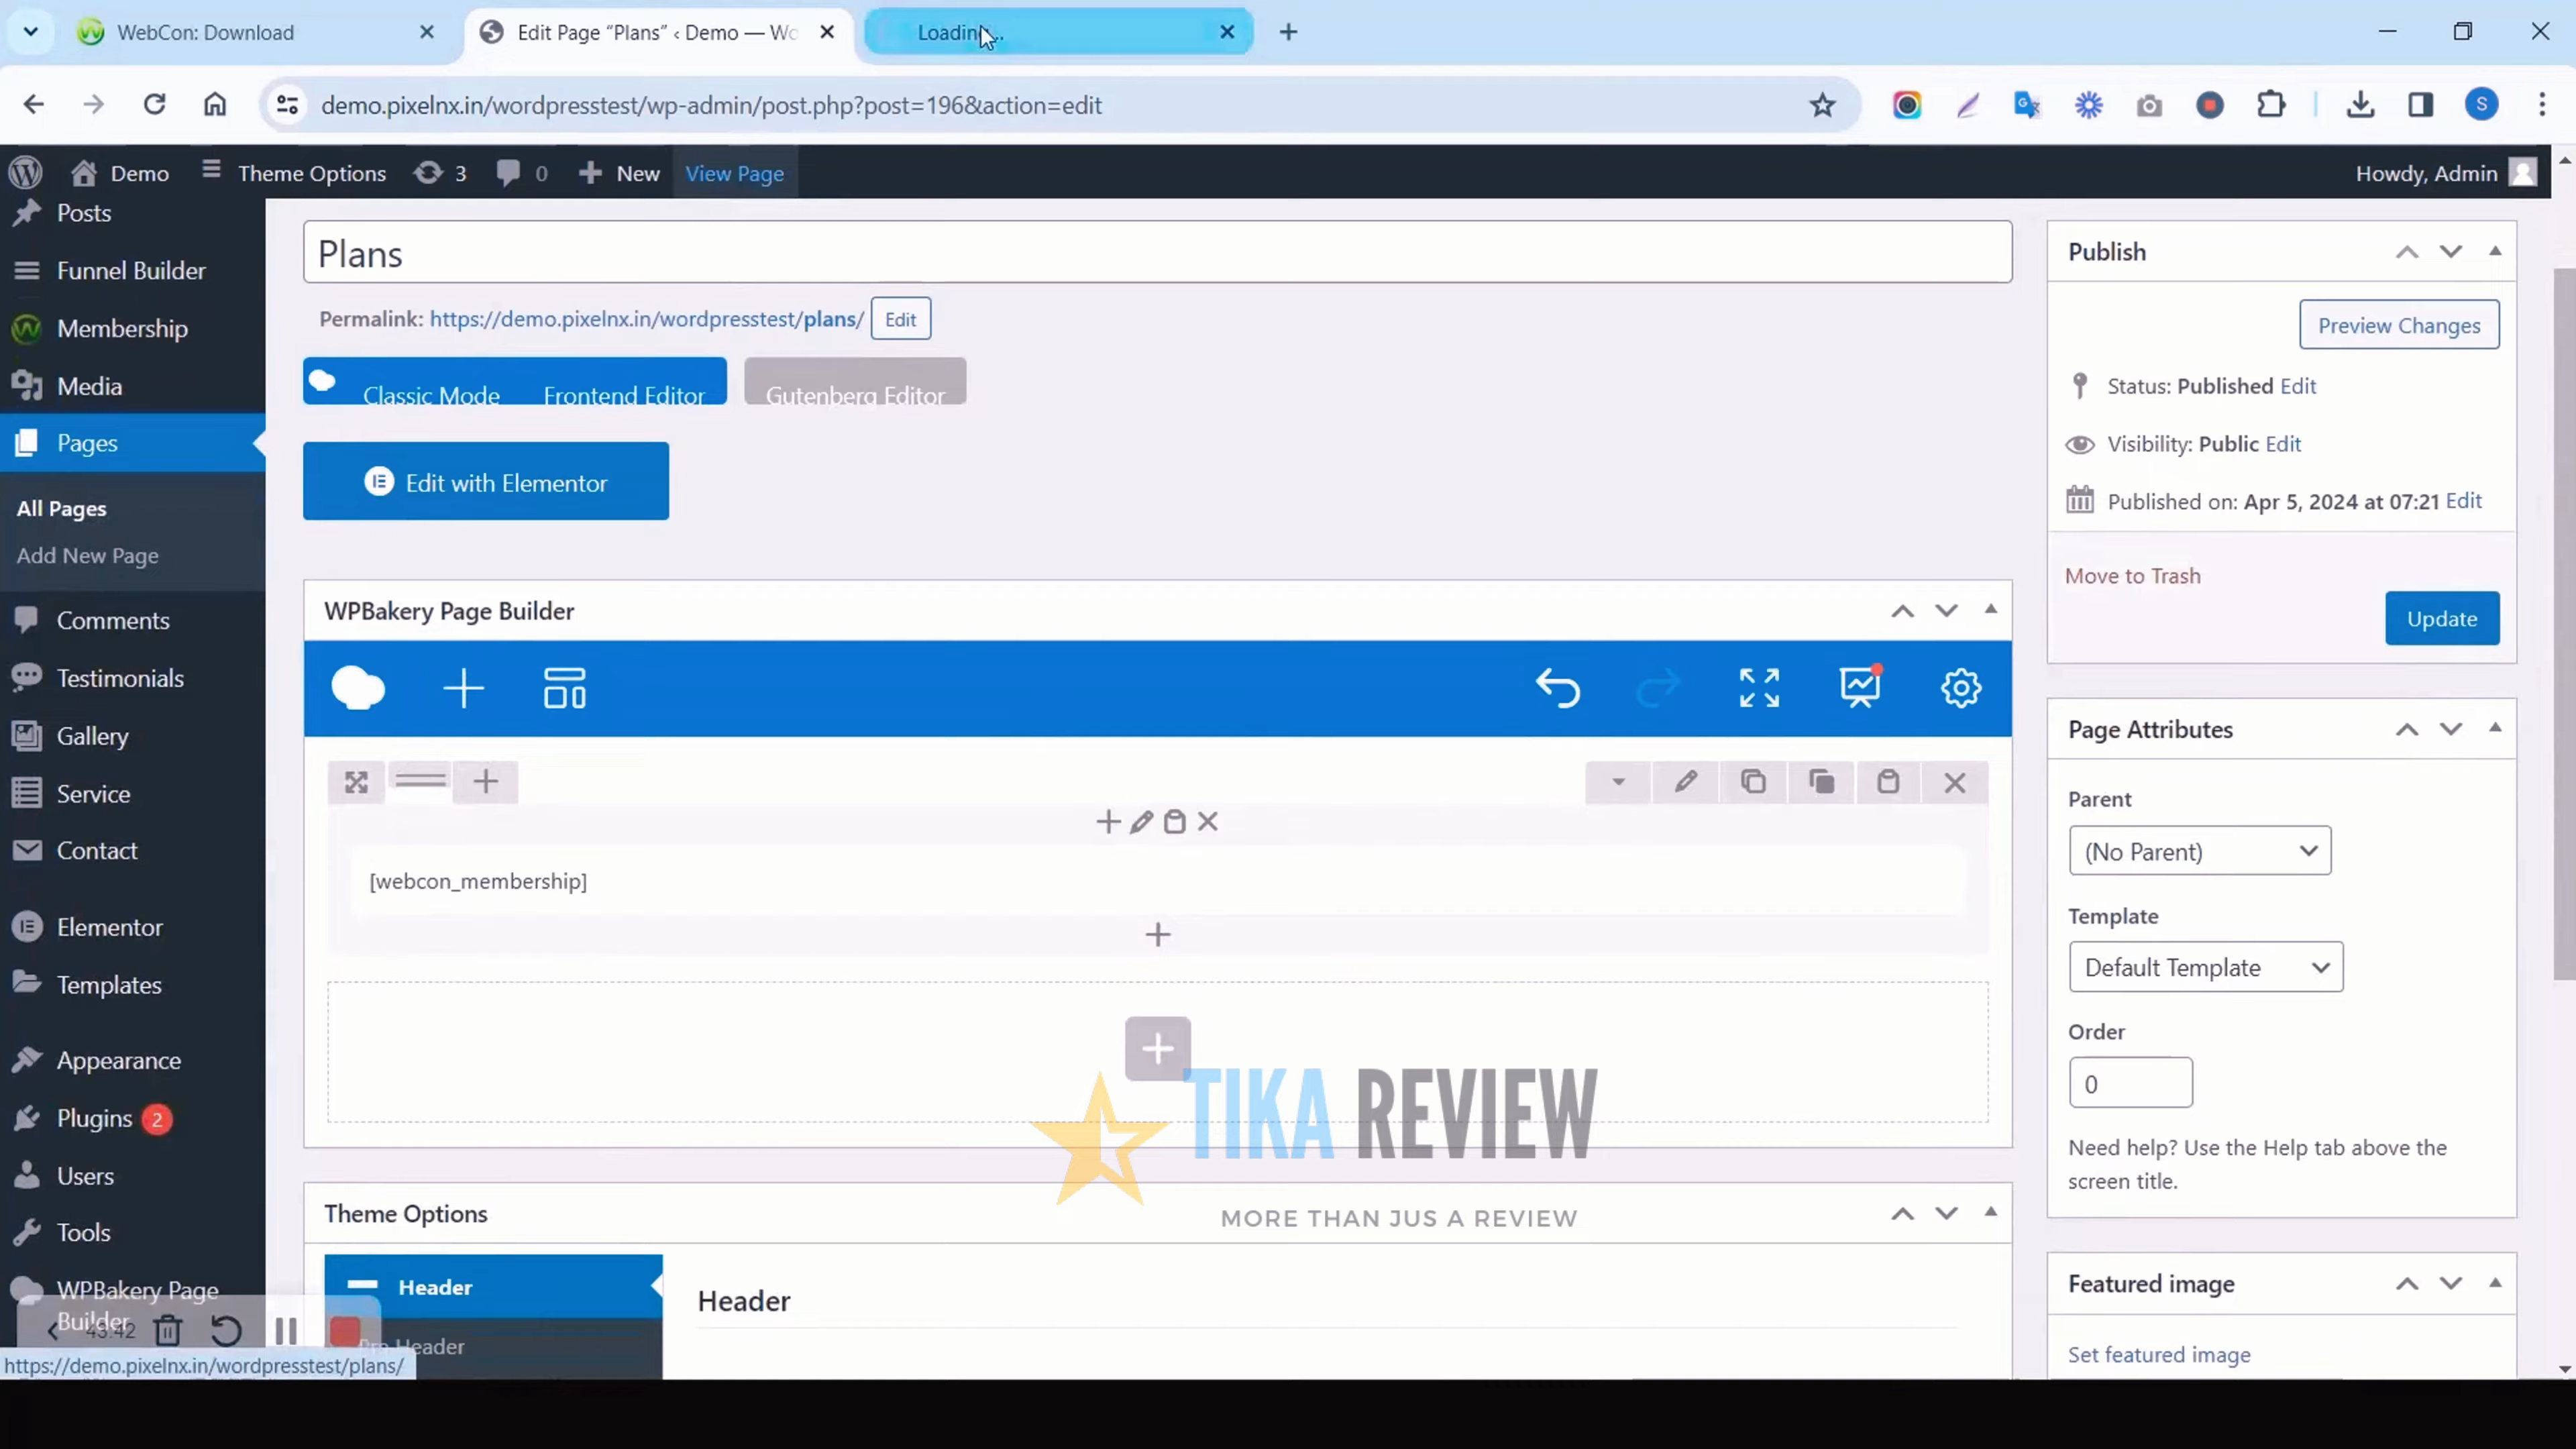 WebCon: Download
Edit Page “Plans” ‹ Demo — Wo
Loading...
demo.pixelnx.in/wordpresstest/wp-admin/post.php?post=196&action=edit
S
Demo
Theme Options
3
0
New
View Page
Howdy, Admin
Posts
Funnel Builder
Membership
Media
Pages
All Pages
Add New Page
Comments
Testimonials
Gallery
Service
Contact
Elementor
Templates
Appearance
Plugins 2
Users
Tools
WPBakery Page
Builder
43:42
https://demo.pixelnx.in/wordpresstest/plans/
Plans
Permalink: https://demo.pixelnx.in/wordpresstest/plans/ Edit
Classic Mode
Frontend Editor
Gutenberg Editor
Edit with Elementor
WPBakery Page Builder
[webcon_membership]
TIKA REVIEW
MORE THAN JUS A REVIEW
Theme Options
Header
Header
Header
Publish
Preview Changes
Status: Published Edit
Visibility: Public Edit
Published on: Apr 5, 2024 at 07:21 Edit
Move to Trash
Update
Page Attributes
Parent
(No Parent)
Template
Default Template
Order
0
Need help? Use the Help tab above the
screen title.
Featured image
Set featured image